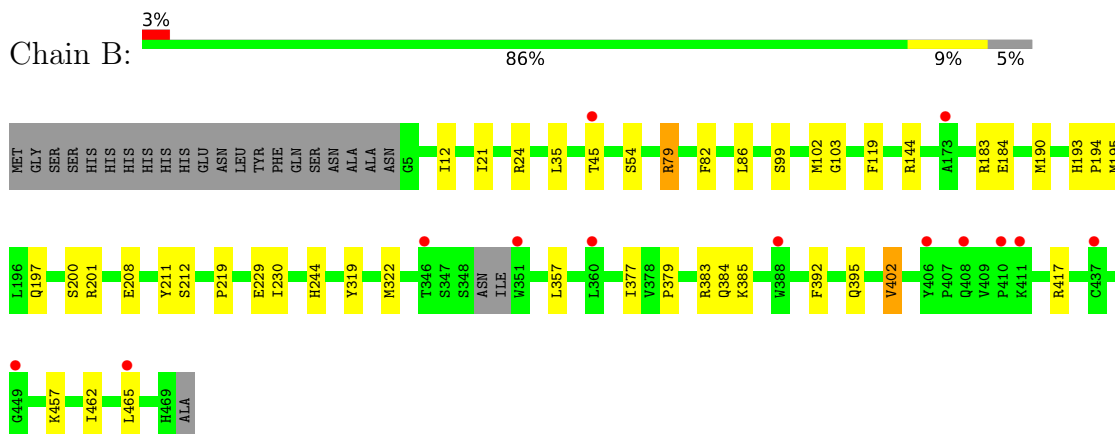 3%
Chain B:
86% 9% 5%
MET GLY SER SER HIS HIS HIS HIS HIS HIS GLU ASN LEU TYR PHE GLN SER ASN ALA ALA ASN G5 I12 I21 R24 L35 T45 S54 R79 F82 L86 S99 M102 G103 F119 R144 A173 R183 E184 M190 H193 P194 M195
L196 Q197 S200 R201 E208 Y211 S212 P219 E229 I230 H244 Y319 M322 T346 S347 S348 ASN ILE W351 L357 L360 I377 V378 P379 R383 Q384 K385 W388 F392 Q395 V402 Y406 P407 Q408 V409 P410 K411 R417 C437
G449 K457 I462 L465 H469 ALA